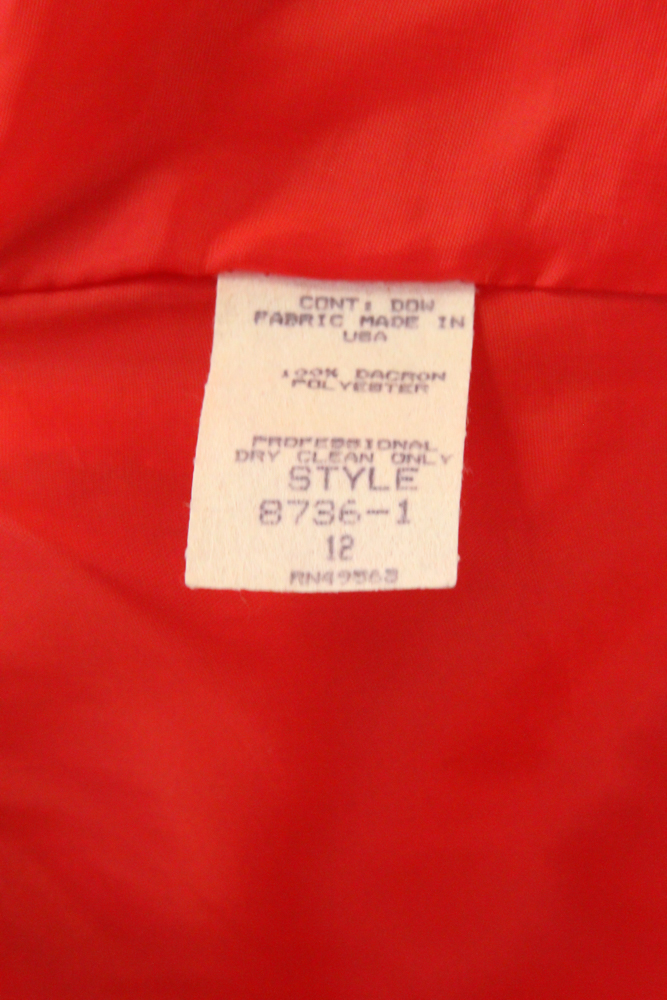 CONT: DOW
FABRIC MADE IN
USA
100% DACRON
POLYESTER
PROFESSIONAL
DRY CLEAN ONLY
STYLE
8736-1
12
RN49563